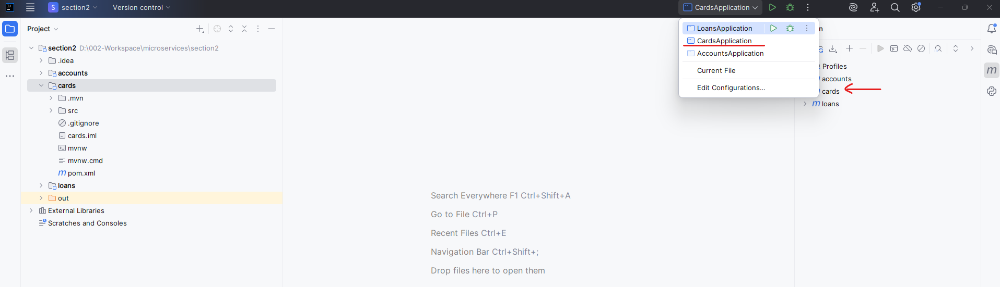 S section2 Version control CardsApplication
Project
section2 D:\002-Workspace\microservices\section2
.idea
accounts
cards
.mvn
src
.gitignore
cards.iml
mvnw
mvnw.cmd
m pom.xml
loans
out
External Libraries
Scratches and Consoles
Search Everywhere F1 Ctrl+Shift+A
Go to File Ctrl+P
Recent Files Ctrl+E
Navigation Bar Ctrl+Shift+;
Drop files here to open them
LoansApplication
CardsApplication
AccountsApplication
Current File
Edit Configurations...
n
Profiles
accounts
cards
m loans
m